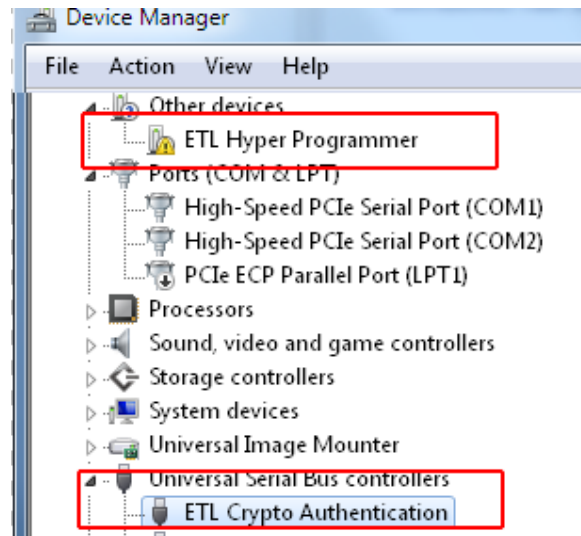 Device Manager
File Action View Help
Other devices
ETL Hyper Programmer
Ports (COM & LPT)
High-Speed PCIe Serial Port (COM1)
High-Speed PCIe Serial Port (COM2)
PCIe ECP Parallel Port (LPT1)
Processors
Sound, video and game controllers
Storage controllers
System devices
Universal Image Mounter
Universal Serial Bus controllers
ETL Crypto Authentication